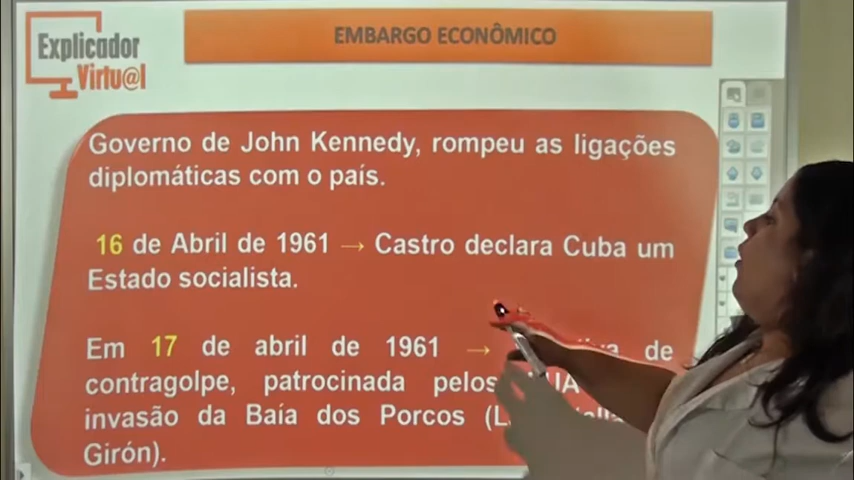 Explicador
Virtu@l
EMBARGO ECONÔMICO
Governo de John Kennedy, rompeu as ligações
diplomáticas com o país.
16 de Abril de 1961 → Castro declara Cuba um
Estado socialista.
Em 17 de abril de 1961 → de
contragolpe, patrocinada pelos
invasão da Baía dos Porcos
Girón).